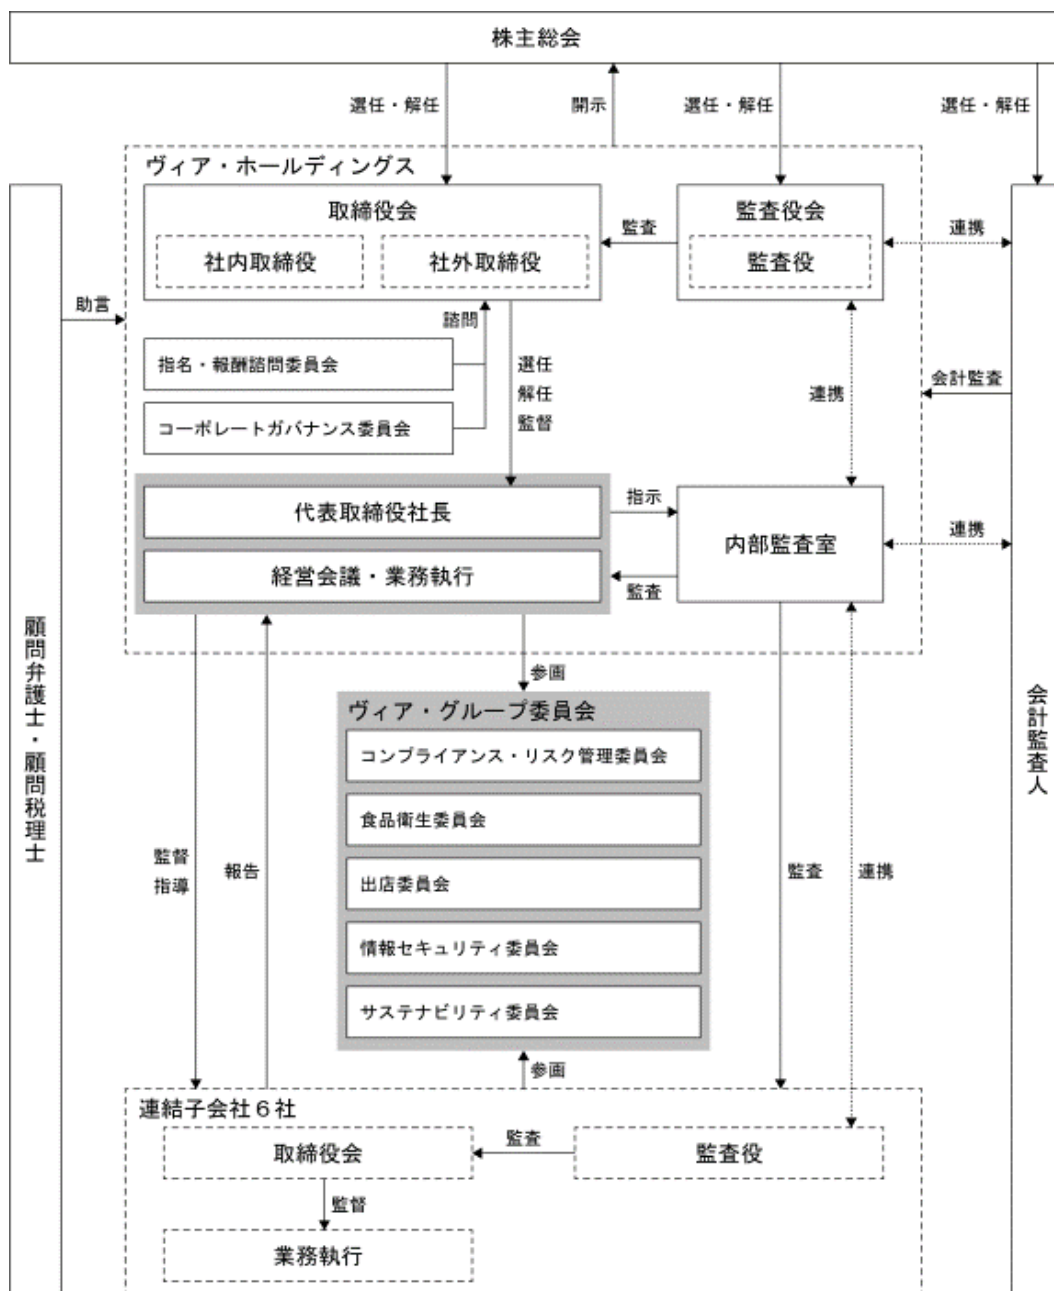 株主総会
選任・解任
開示
選任・解任
選任・解任
ヴィア・ホールディングス
取締役会
社内取締役
社外取締役
監査
監査役会
監査役
連携
助言
諮問
指名・報酬諮問委員会
コーポレートガバナンス委員会
選任
解任
監督
連携
会計監査
代表取締役社長
経営会議・業務執行
指示
監査
内部監査室
連携
顧問弁護士・顧問税理士
会計監査人
参画
ヴィア・グループ委員会
コンプライアンス・リスク管理委員会
食品衛生委員会
出店委員会
情報セキュリティ委員会
サステナビリティ委員会
監督
指導
報告
監査
連携
参画
連結子会社６社
取締役会
監査
監査役
監督
業務執行